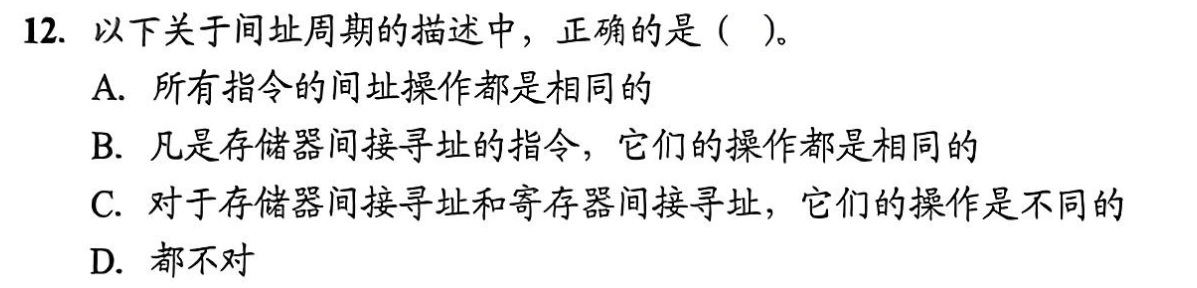 12. 以下关于间址周期的描述中，正确的是（ ）。
A. 所有指令的间址操作都是相同的
B. 凡是存储器间接寻址的指令，它们的操作都是相同的
C. 对于存储器间接寻址和寄存器间接寻址，它们的操作是不同的
D. 都不对